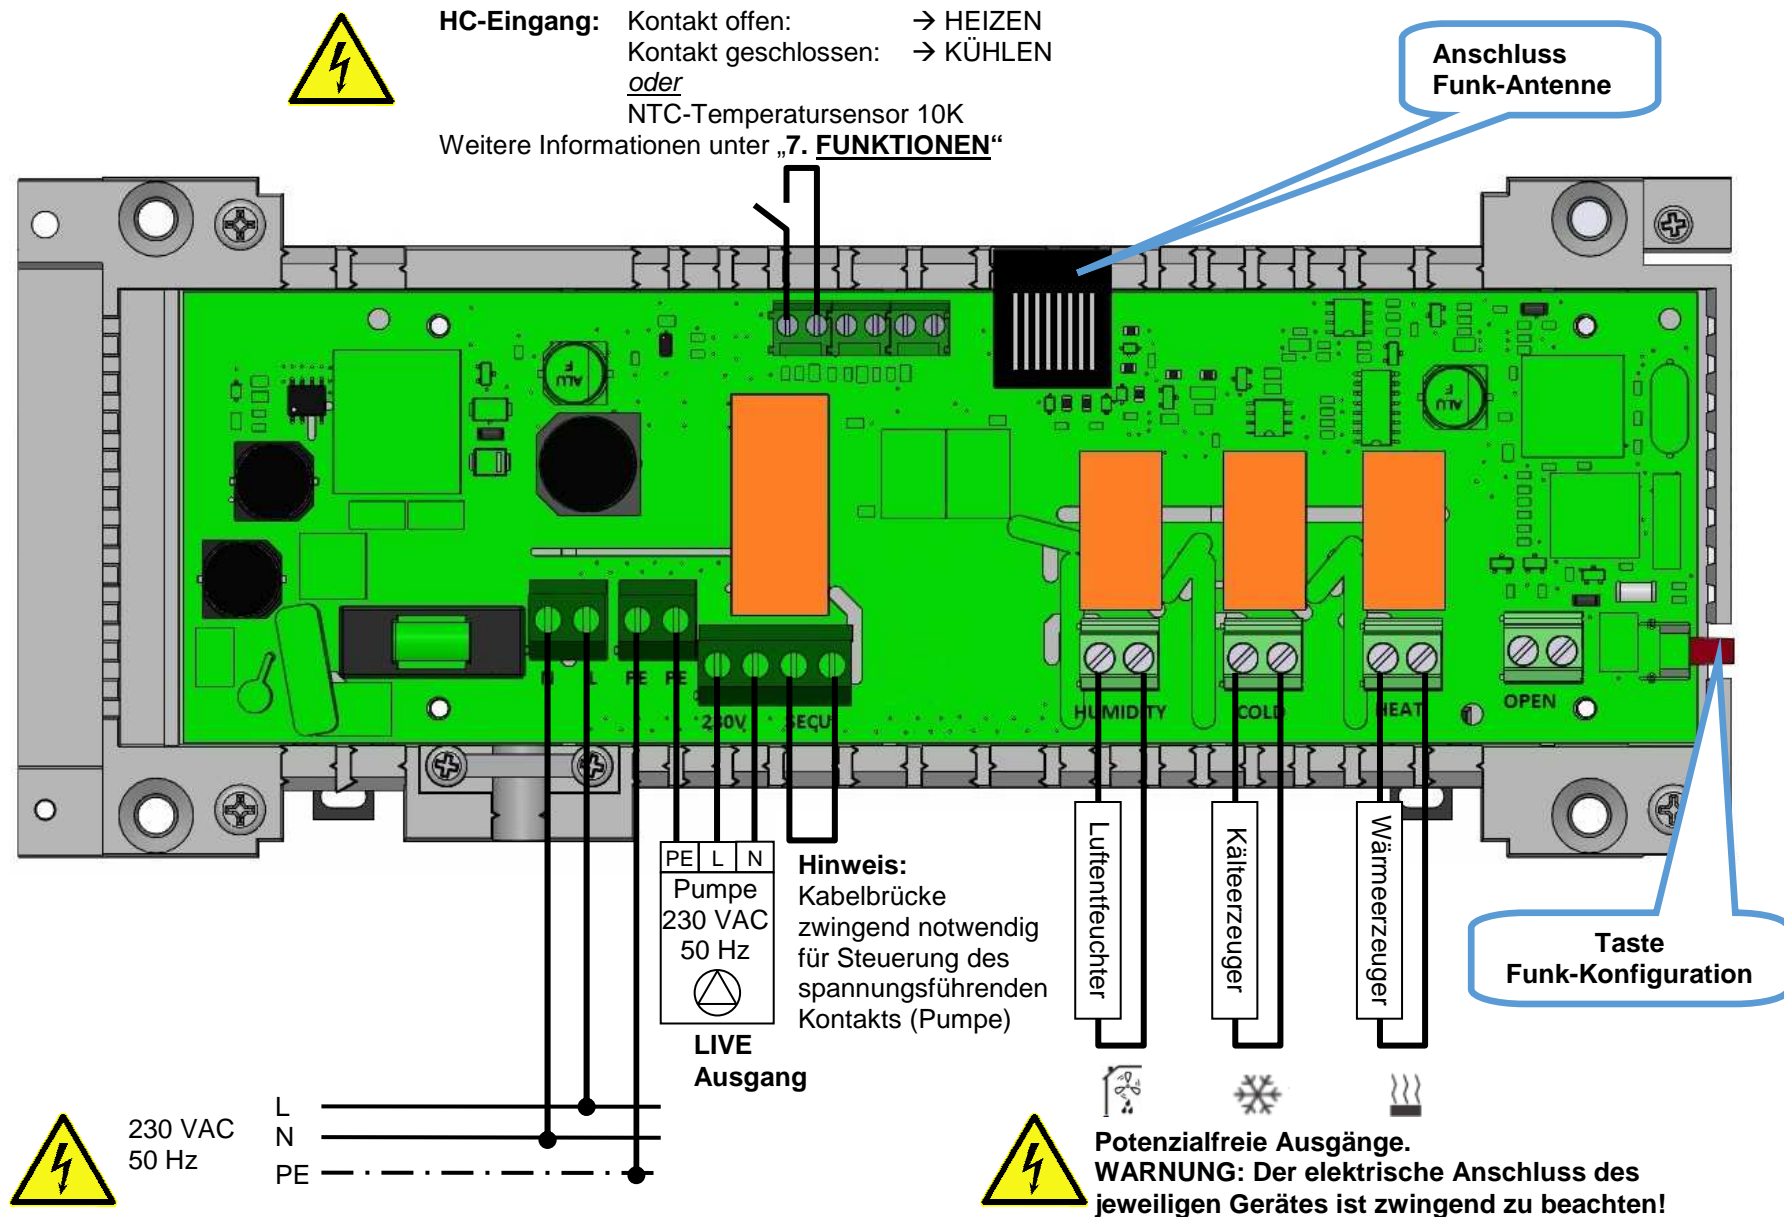 HC-Eingang: Kontakt offen: → HEIZEN
Kontakt geschlossen: → KÜHLEN
oder
NTC-Temperatursensor 10K
Weitere Informationen unter „7. FUNKTIONEN“
Anschluss
Funk-Antenne
ALU
F
ALU
F
N L PE PE
230V SECU
HUMIDITY
COLD
HEAT
OPEN
PE L N
Pumpe
230 VAC
50 Hz
LIVE
Ausgang
Hinweis:
Kabelbrücke
zwingend notwendig
für Steuerung des
spannungsführenden
Kontakts (Pumpe)
Luftentfeuchter
Kälteerzeuger
Wärmeerzeuger
Taste
Funk-Konfiguration
230 VAC
50 Hz
L
N
PE
Potenzialfreie Ausgänge.
WARNUNG: Der elektrische Anschluss des
jeweiligen Gerätes ist zwingend zu beachten!